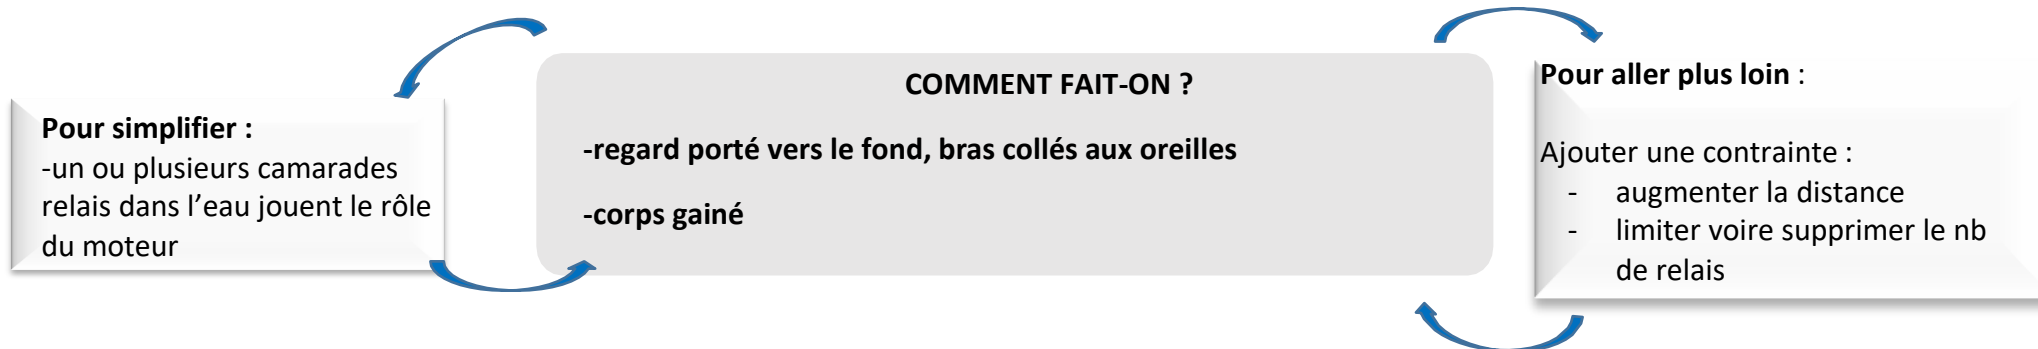 Pour simplifier :
-un ou plusieurs camarades
relais dans l’eau jouent le rôle
du moteur
COMMENT FAIT-ON ?
-regard porté vers le fond, bras collés aux oreilles
-corps gainé
Pour aller plus loin :
Ajouter une contrainte :
- augmenter la distance
- limiter voire supprimer le nb
de relais